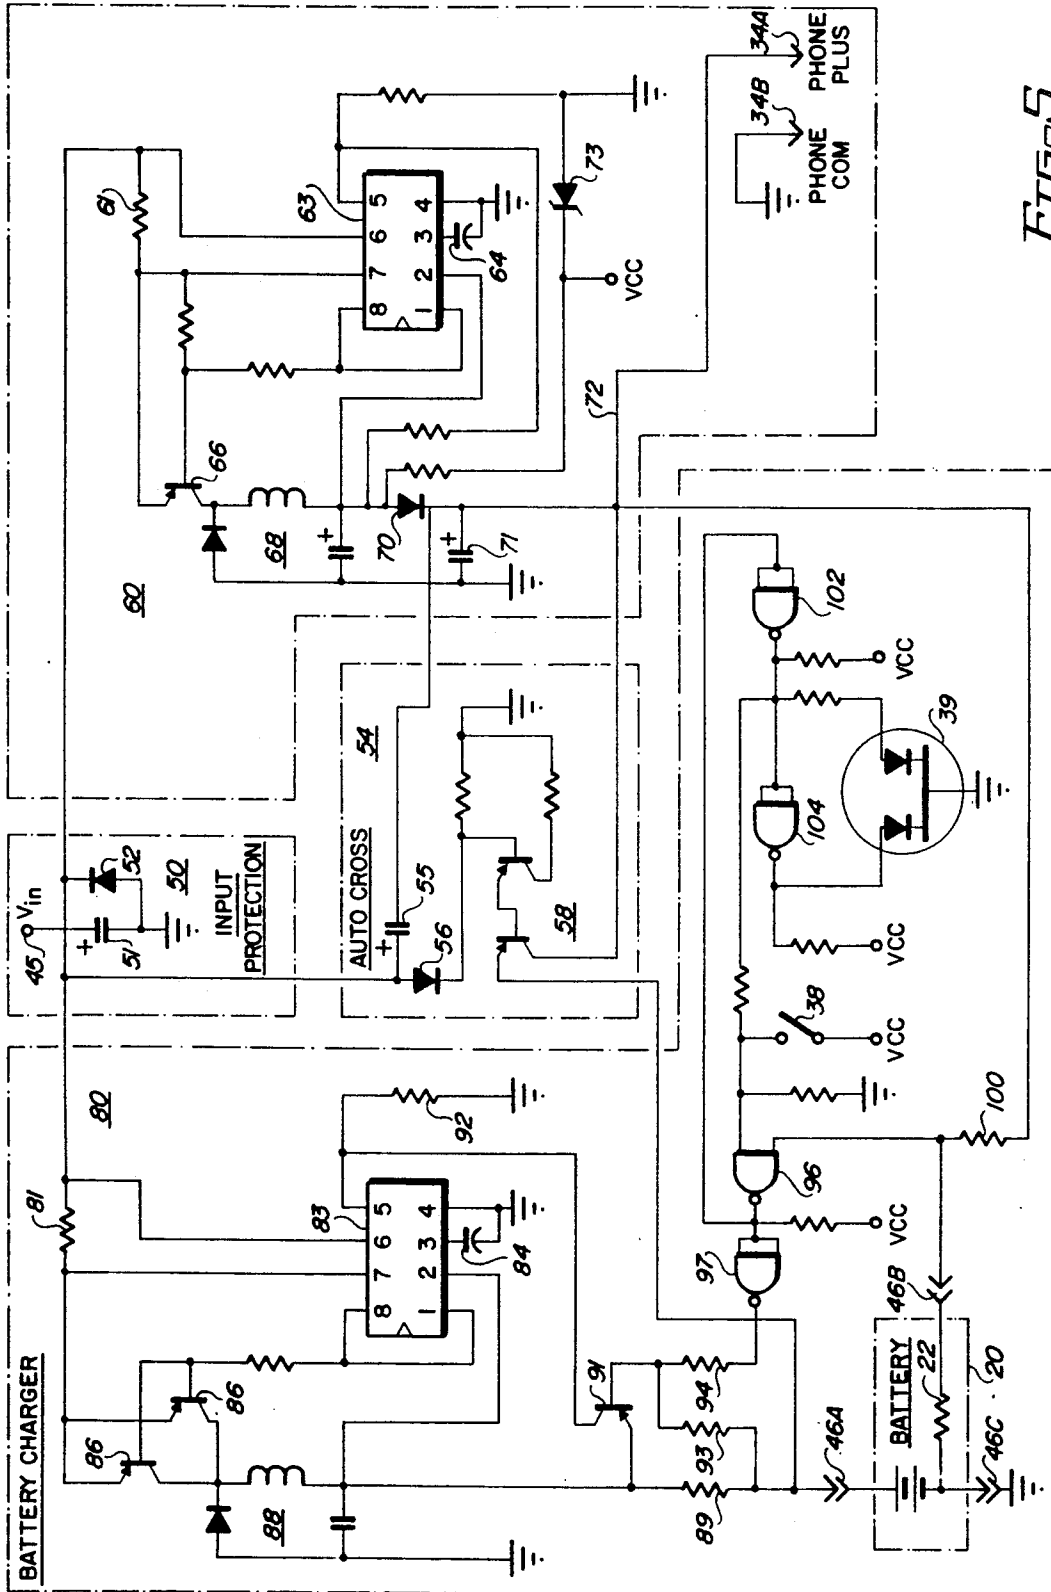 BATTERY CHARGER
80
81
83
84
86
86
88
89
91
92
93
94
8 7 6 5
1 2 3 4
45
Vin
51
52
50
INPUT
PROTECTION
AUTO CROSS
54
55
56
58
60
61
63
64
66
68
70
71
72
73
8 7 6 5
1 2 3 4
VCC
34B
PHONE
COM
34A
PHONE
PLUS
46A
46B
46C
BATTERY
22
20
97
96
VCC
100
38
VCC
VCC
104
39
VCC
102
FIG. 5